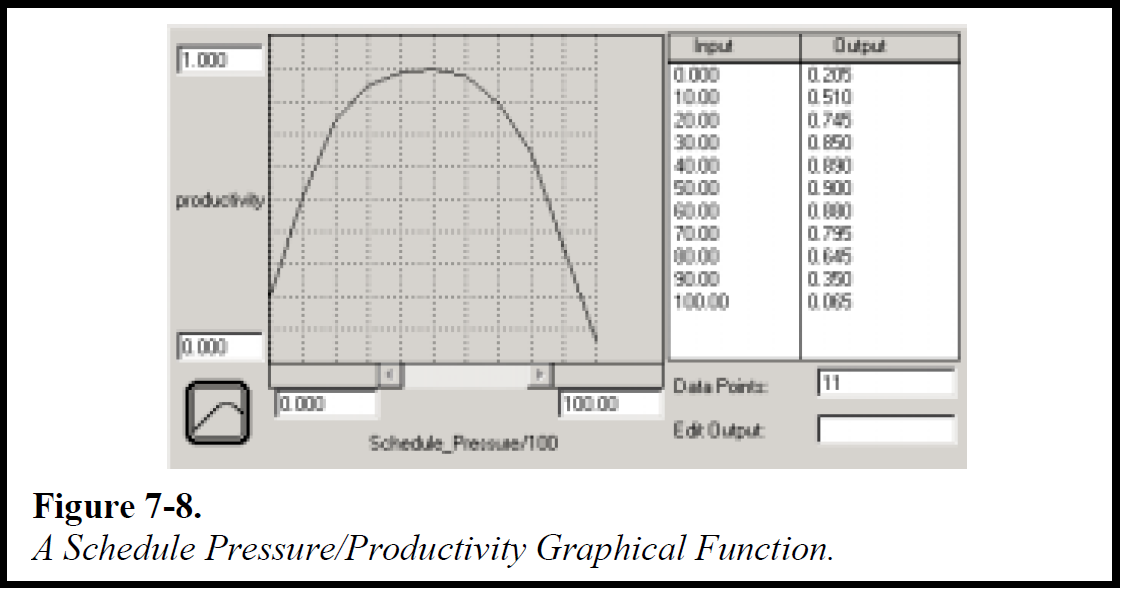 1.000
productivity
0.000
0.000
100.00
Schedule_Pressure/100
Input Output
0.000 0.205
10.00 0.510
20.00 0.745
30.00 0.850
40.00 0.890
50.00 0.900
60.00 0.880
70.00 0.795
80.00 0.645
90.00 0.350
100.00 0.065
Data Points: 11
Edit Output:
Figure 7-8.
A Schedule Pressure/Productivity Graphical Function.